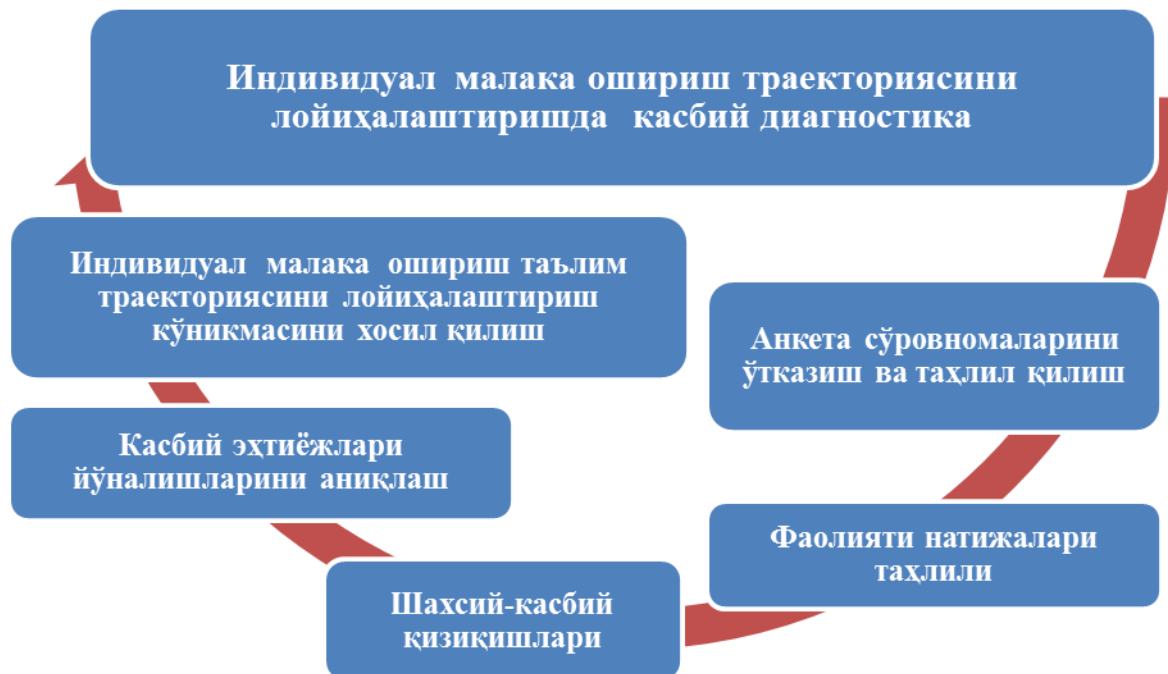 Индивидуал малака ошириш траекториясини
лойиҳалаштиришда касбий диагностика
Индивидуал малака ошириш таълим
траекториясини лойиҳалаштириш
кўникмасини хосил қилиш
Анкета сўровномаларини
ўтказиш ва таҳлил қилиш
Касбий эҳтиёжлари
йўналишларини аниқлаш
Фаолияти натижалари
таҳлили
Шахсий-касбий
қизиқишлари